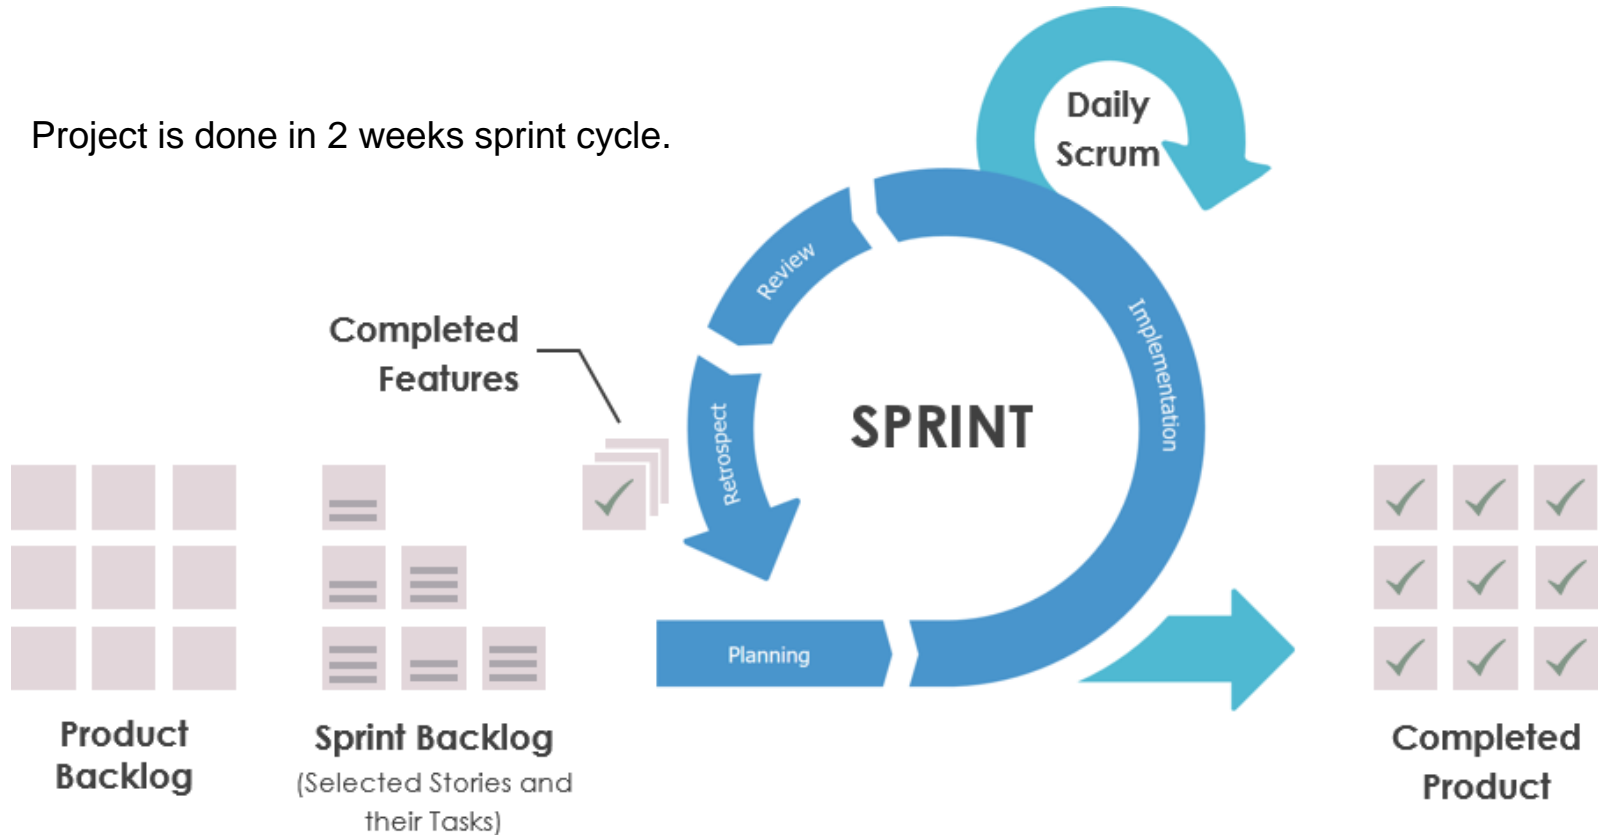 Project is done in 2 weeks sprint cycle.
Daily
Scrum
Review
Implementation
Completed
Features
SPRINT
Retrospect
Planning
Product
Backlog
Sprint Backlog
(Selected Stories and
their Tasks)
Completed
Product